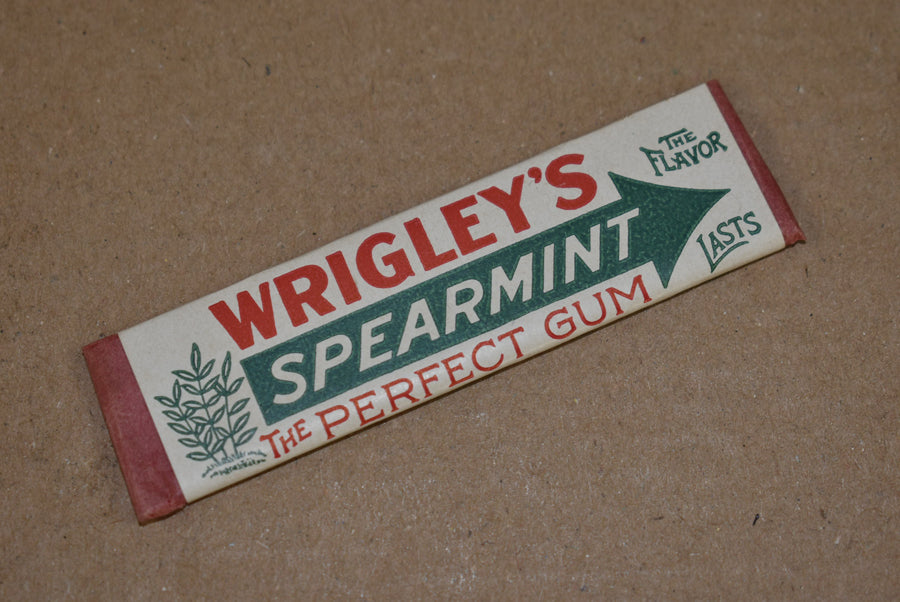 WRIGLEY'S
SPEARMINT
THE PERFECT GUM
THE
FLAVOR
LASTS